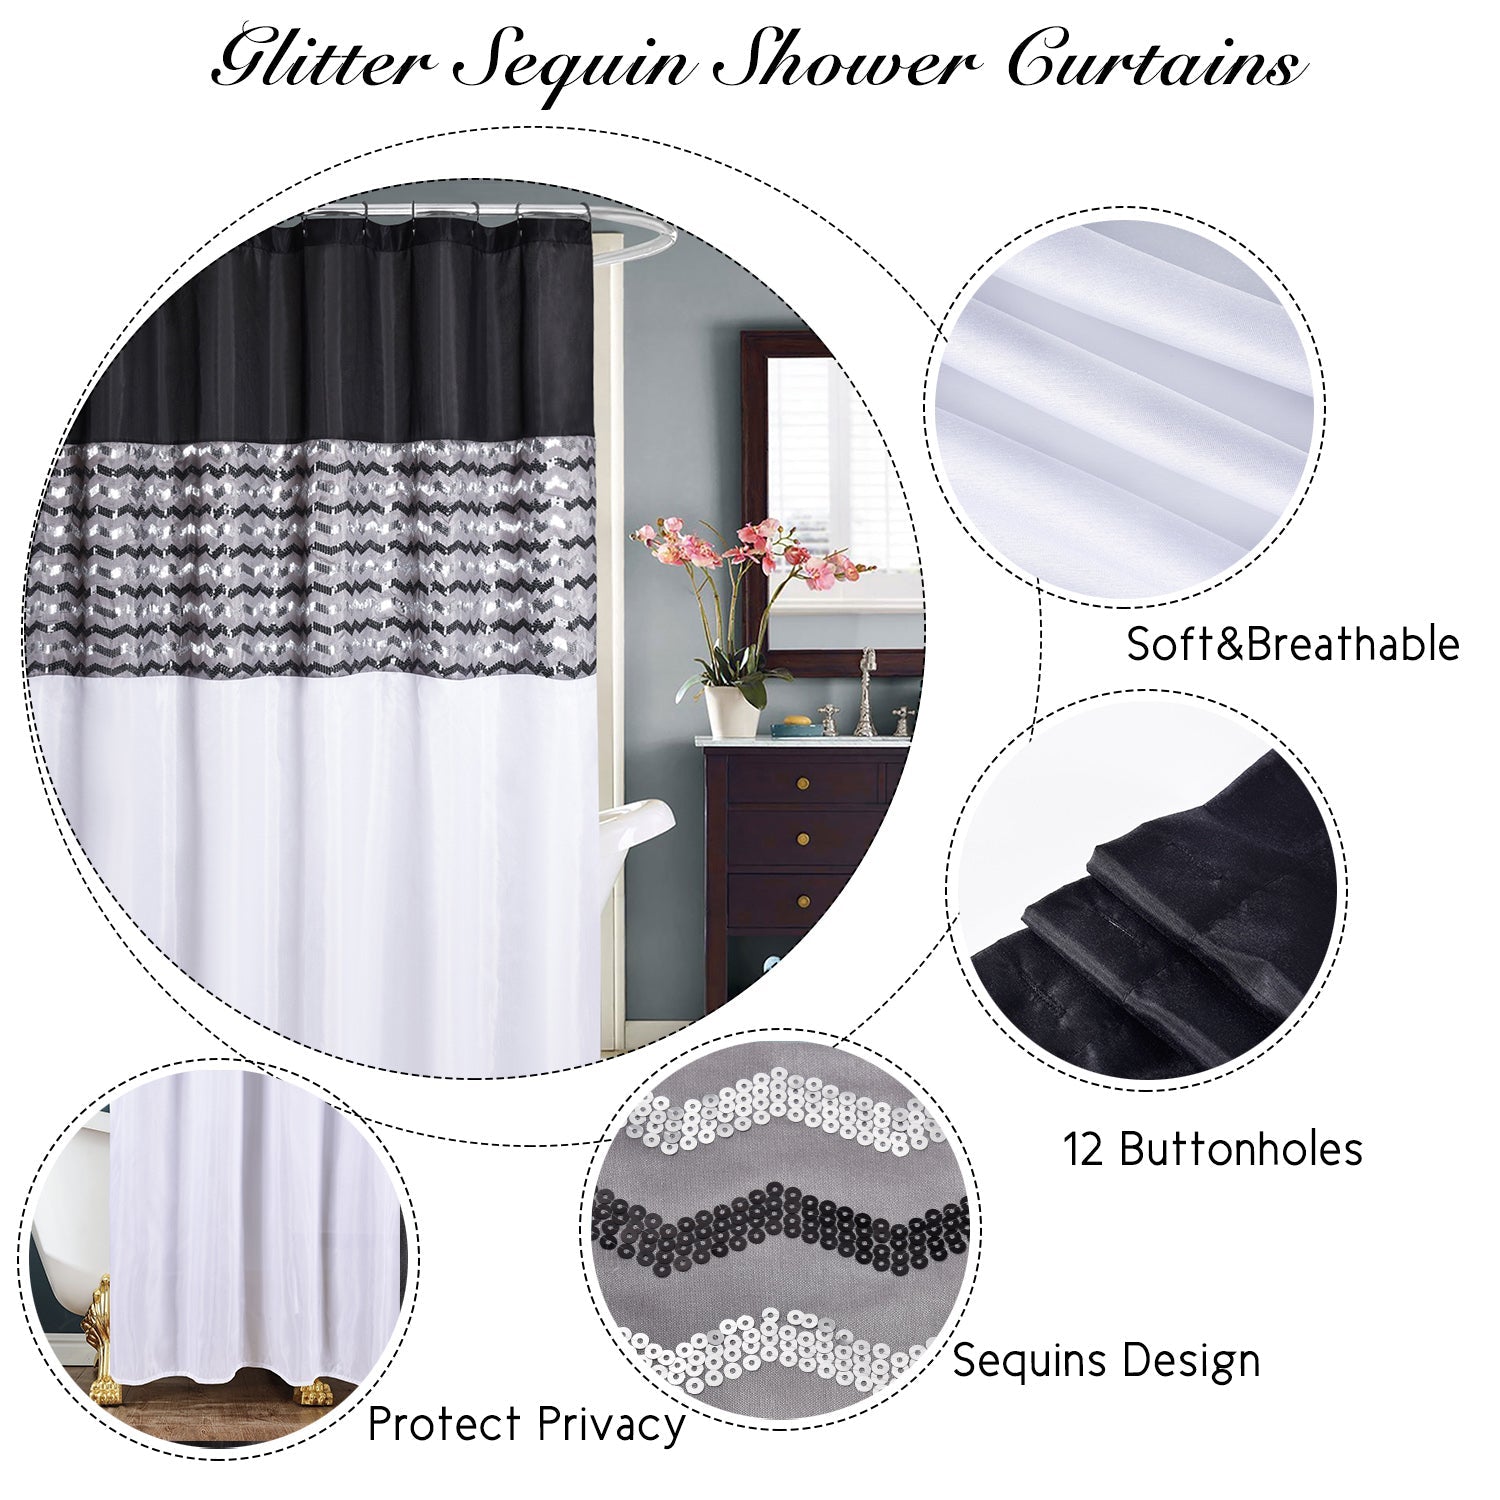 Glitter Sequin Shower Curtains
Soft&Breathable
12 Buttonholes
Sequins Design
Protect Privacy